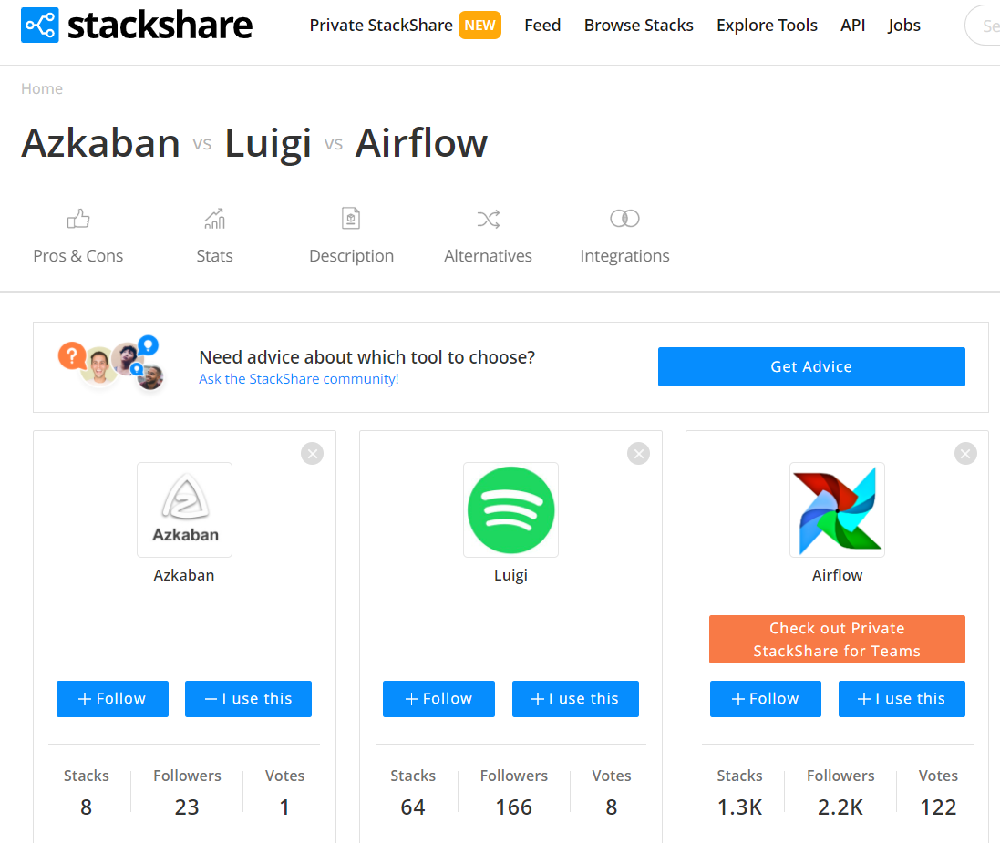 stackshare Private StackShare NEW Feed Browse Stacks Explore Tools API Jobs Se
Home
Azkaban vs Luigi vs Airflow
Pros & Cons Stats Description Alternatives Integrations
?
Need advice about which tool to choose?
Ask the StackShare community!
Get Advice
Azkaban
Azkaban Luigi Airflow
Check out Private
StackShare for Teams
+ Follow + I use this + Follow + I use this + Follow + I use this
Stacks Followers Votes Stacks Followers Votes Stacks Followers Votes
8 23 1 64 166 8 1.3K 2.2K 122